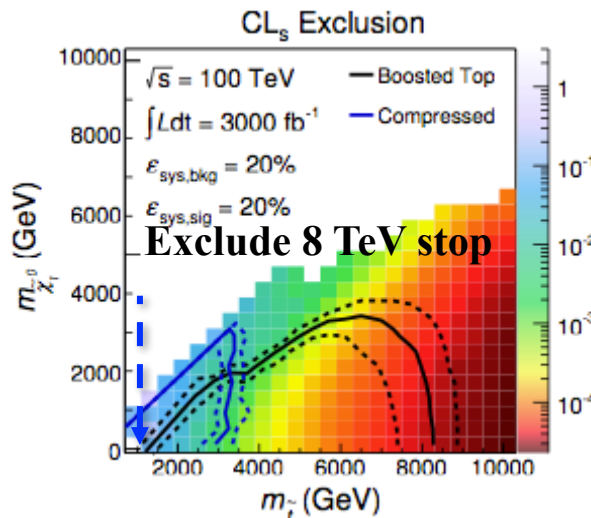 CLs Exclusion
√s = 100 TeV
Boosted Top
∫Ldt = 3000 fb⁻¹
Compressed
εsys,bkg = 20%
εsys,sig = 20%
Exclude 8 TeV stop
10000
8000
6000
4000
2000
0
2000 4000 6000 8000 10000
1
10⁻¹
10⁻²
10⁻³
10⁻⁴
(GeV)
mt̃ (GeV)